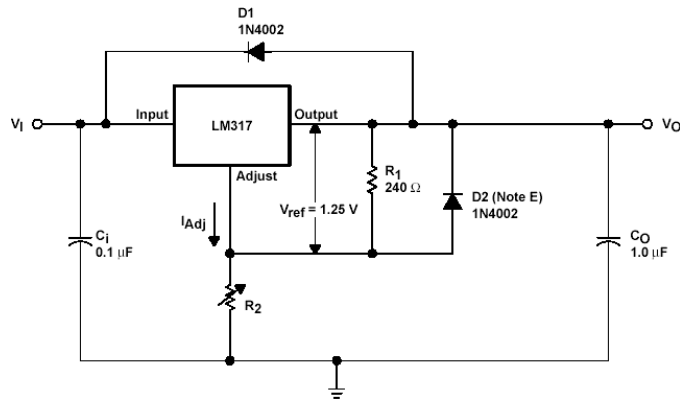 D1
1N4002
VI
Input
LM317
Output
VO
Adjust
R1
240 Ω
D2 (Note E)
1N4002
IAdj
Vref = 1.25 V
Ci
0.1 μF
CO
1.0 μF
R2